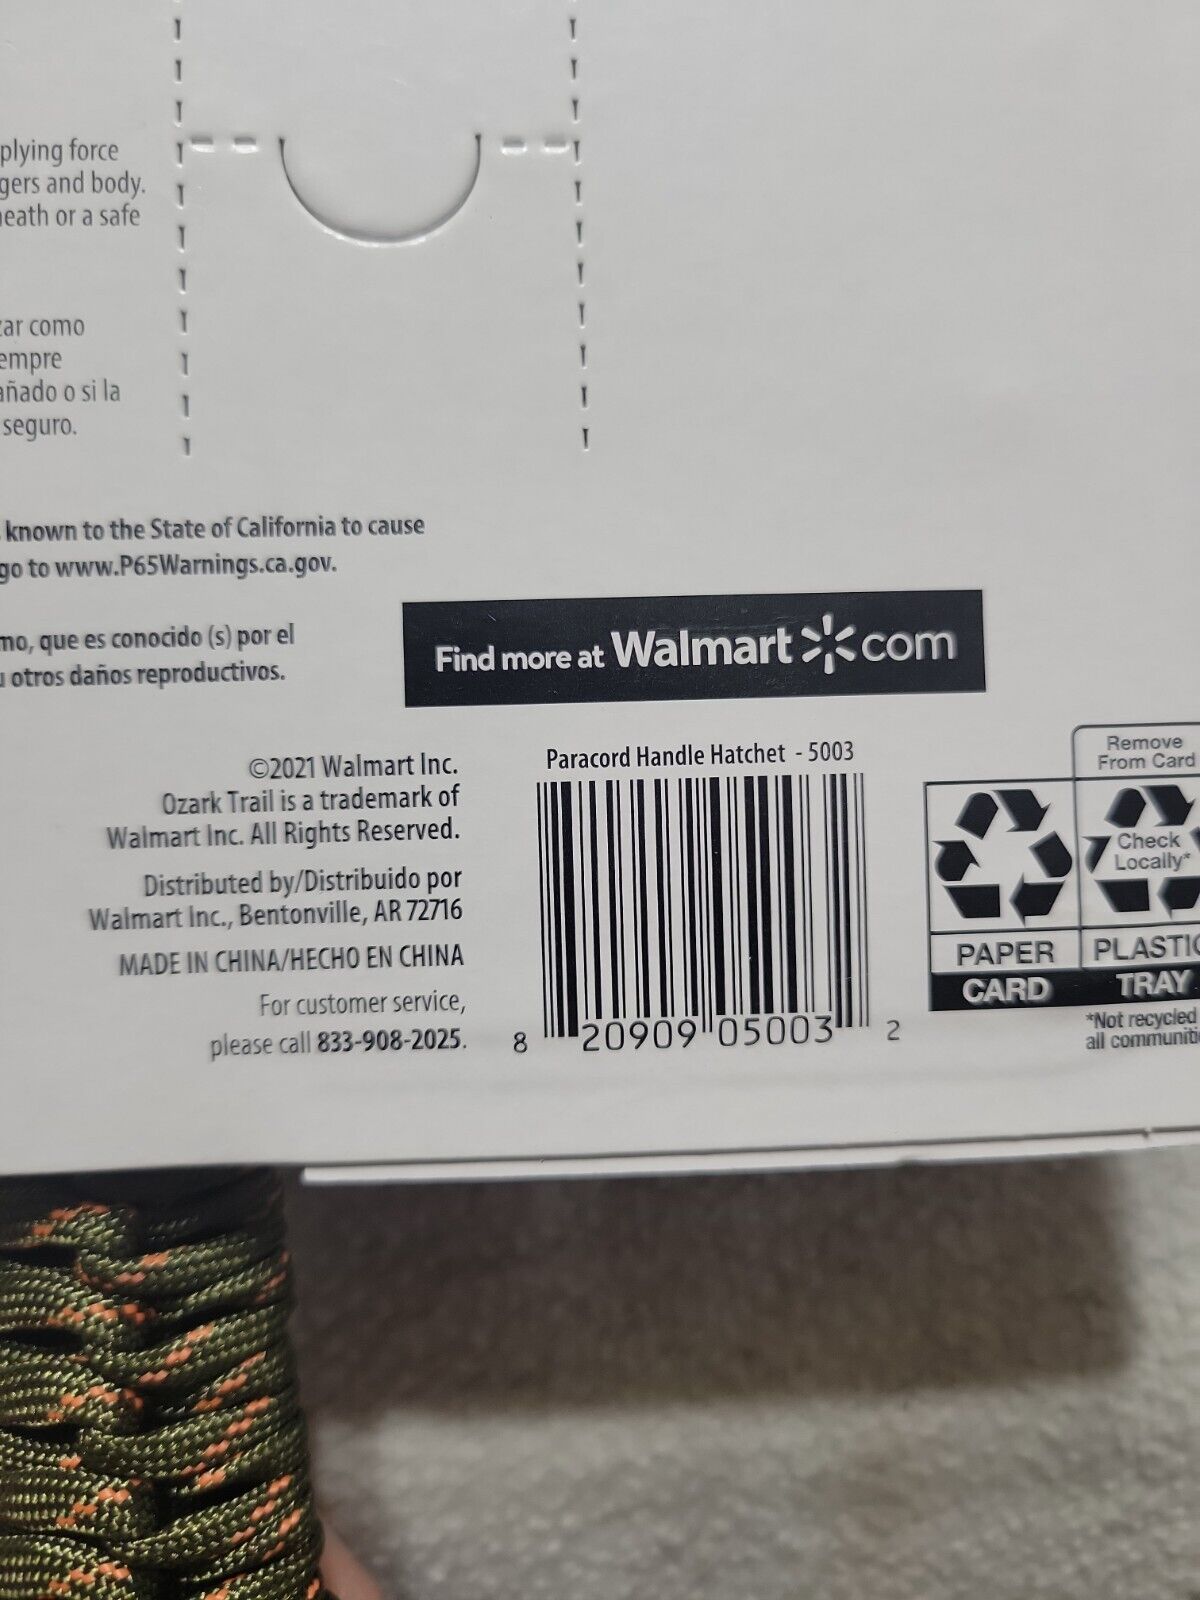 plying force
gers and body.
eath or a safe
ar como
empre
añado o si la
seguro.
known to the State of California to cause
go to www.P65Warnings.ca.gov.
mo, que es conocido (s) por el
u otros daños reproductivos.
Find more at Walmart com
©2021 Walmart Inc.
Ozark Trail is a trademark of
Walmart Inc. All Rights Reserved.
Distributed by/Distribuido por
Walmart Inc., Bentonville, AR 72716
MADE IN CHINA/HECHO EN CHINA
For customer service,
please call 833-908-2025.
Paracord Handle Hatchet - 5003
8 20909 05003 2
Remove
From Card
Check
Locally*
PAPER
CARD
PLASTIC
TRAY
*Not recycled
all communiti